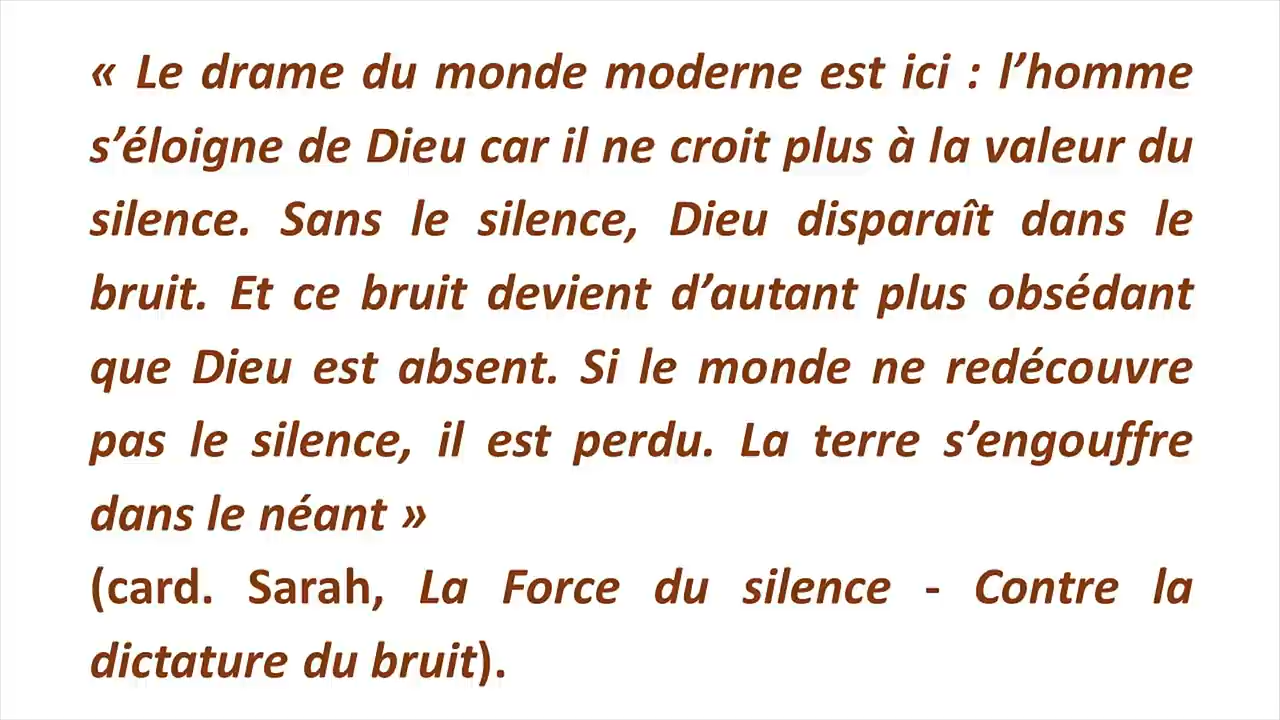 « Le drame du monde moderne est ici : l’homme
s’éloigne de Dieu car il ne croit plus à la valeur du
silence. Sans le silence, Dieu disparaît dans le
bruit. Et ce bruit devient d’autant plus obsédant
que Dieu est absent. Si le monde ne redécouvre
pas le silence, il est perdu. La terre s’engouffre
dans le néant »
(card. Sarah, La Force du silence - Contre la
dictature du bruit).